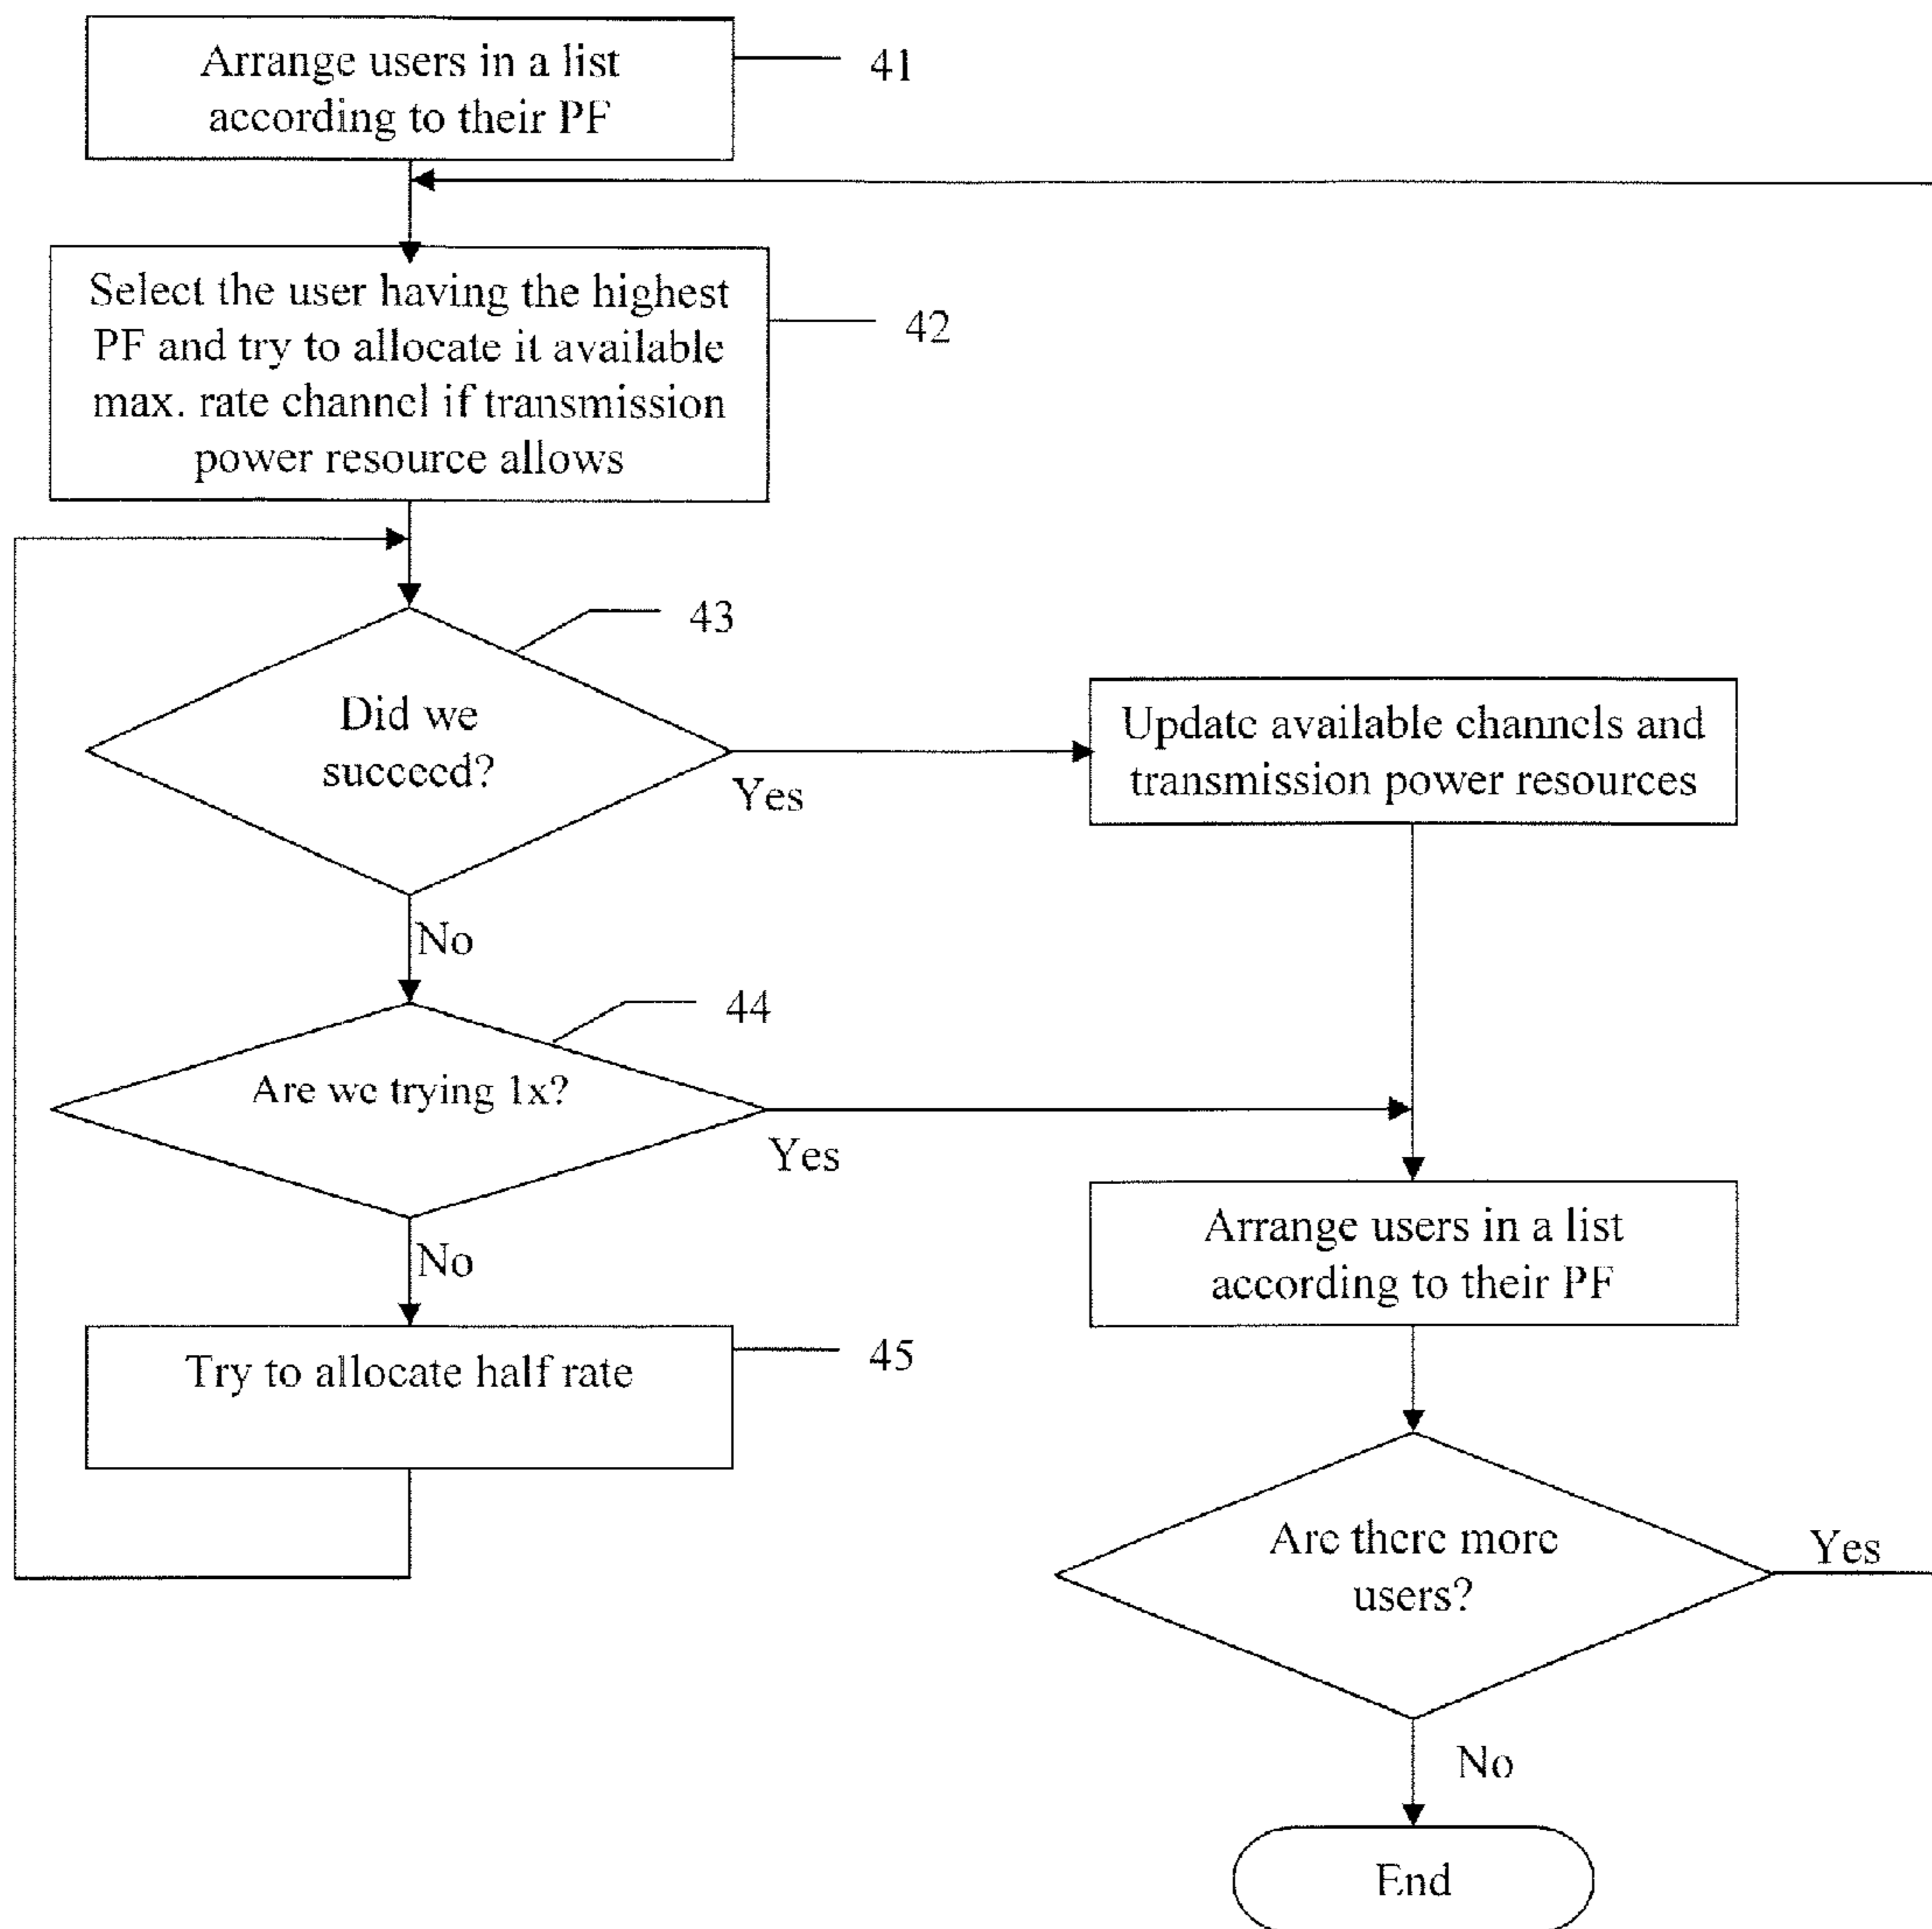 Arrange users in a list
according to their PF
41
Select the user having the highest
PF and try to allocate it available
max. rate channel if transmission
power resource allows
42
43
Did we
succeed?
Yes
Update available channels and
transmission power resources
No
44
Are we trying 1x?
Yes
Arrange users in a list
according to their PF
No
Try to allocate half rate
45
Are there more
users?
Yes
No
End